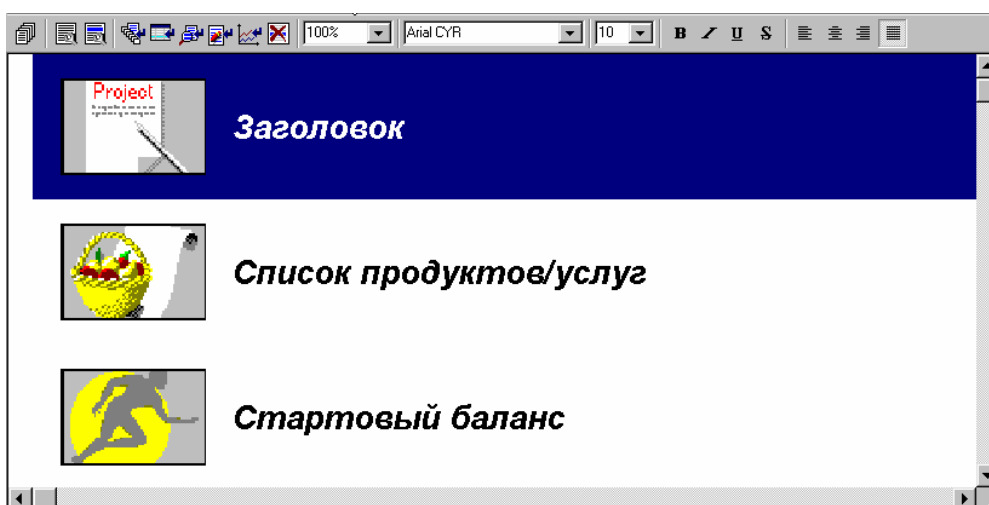 100% Arial CYR 10 B I U S
Project
Заголовок
Список продуктов/услуг
Стартовый баланс